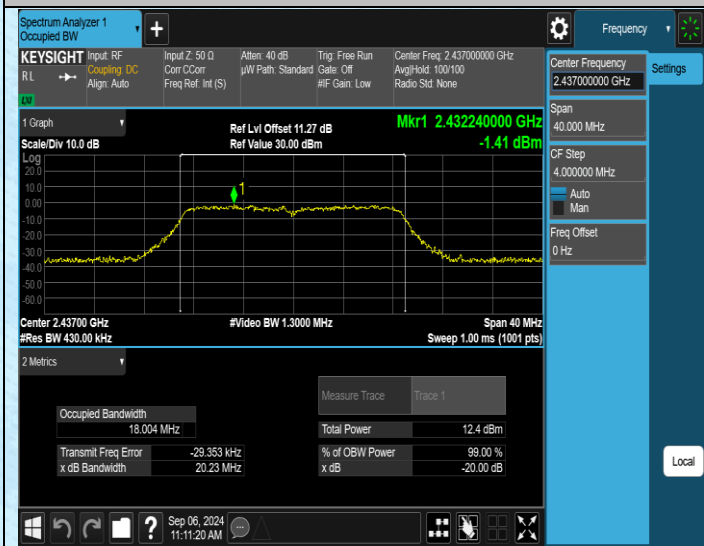 Spectrum Analyzer 1
Occupied BW
Frequency
KEYSIGHT
R L
Input: RF
Coupling: DC
Align: Auto
Input Z: 50 Ω
Corr CCorr
Freq Ref: Int (S)
Atten: 40 dB
µW Path: Standard
Trig: Free Run
Gate: Off
#IF Gain: Low
Center Freq: 2.437000000 GHz
Avg|Hold: 100/100
Radio Std: None
1 Graph
Scale/Div 10.0 dB
Ref Lvl Offset 11.27 dB
Ref Value 30.00 dBm
Mkr1 2.432240000 GHz
-1.41 dBm
Log
20.0
10.0
0.00
-10.0
-20.0
-30.0
-40.0
-50.0
-60.0
1
Center 2.43700 GHz
#Res BW 430.00 kHz
#Video BW 1.3000 MHz
Span 40 MHz
Sweep 1.00 ms (1001 pts)
2 Metrics
Measure Trace
Trace 1
Occupied Bandwidth
18.004 MHz
Total Power 12.4 dBm
Transmit Freq Error -29.353 kHz
% of OBW Power 99.00 %
x dB Bandwidth 20.23 MHz
x dB -20.00 dB
Center Frequency
2.437000000 GHz
Settings
Span
40.000 MHz
CF Step
4.000000 MHz
Auto
Man
Freq Offset
0 Hz
Local
?
Sep 06, 2024
11:11:20 AM